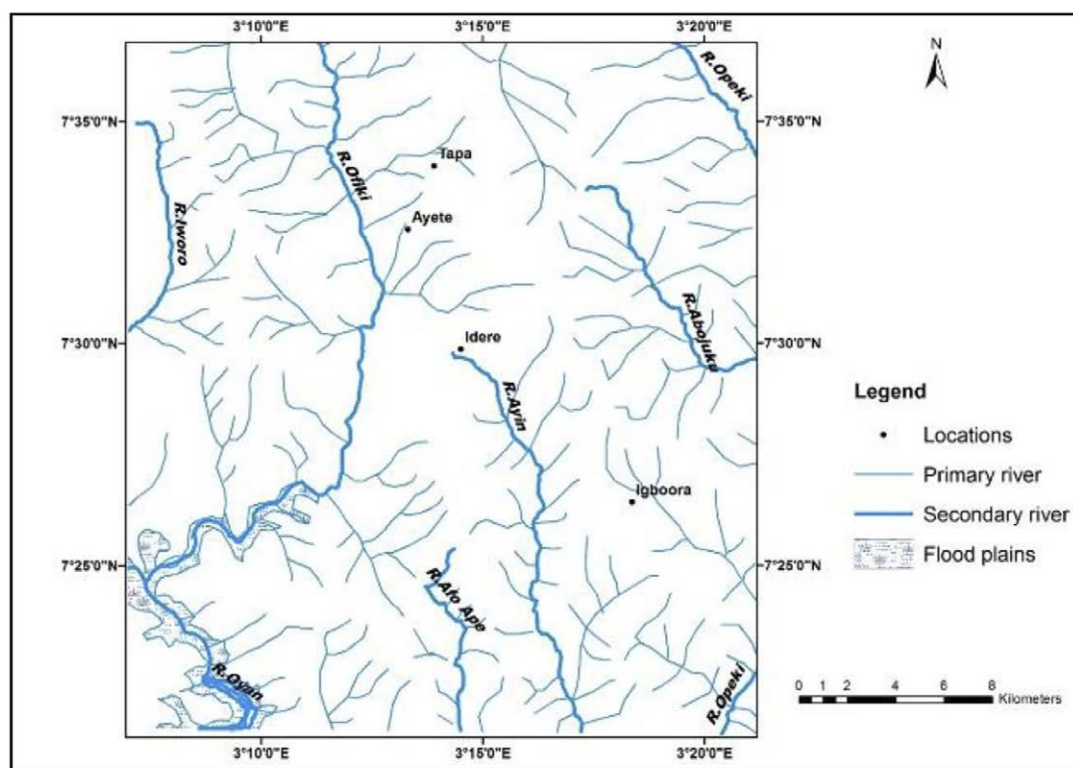 3°10'0"E 3°15'0"E 3°20'0"E
N
R.Opeki
7°35'0"N 7°35'0"N
Tapa
R.Ofiki
R.Iworo
Ayete
R.Abojuku
7°30'0"N 7°30'0"N
Idere
R.Ayin
Legend
Locations
Igboora
Primary river
Secondary river
Flood plains
7°25'0"N 7°25'0"N
R.Afo Ape
R.Oyan
R.Opeki
0 1 2 4 6 8
Kilometers
3°10'0"E 3°15'0"E 3°20'0"E